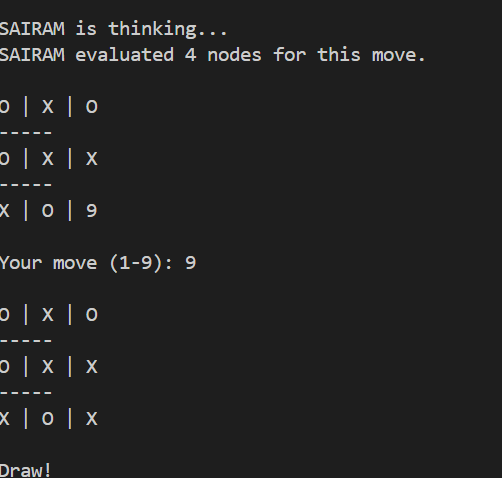 SAIRAM is thinking...
SAIRAM evaluated 4 nodes for this move.
O | X | O
-----
O | X | X
-----
X | O | 9
Your move (1-9): 9
O | X | O
-----
O | X | X
-----
X | O | X
Draw!